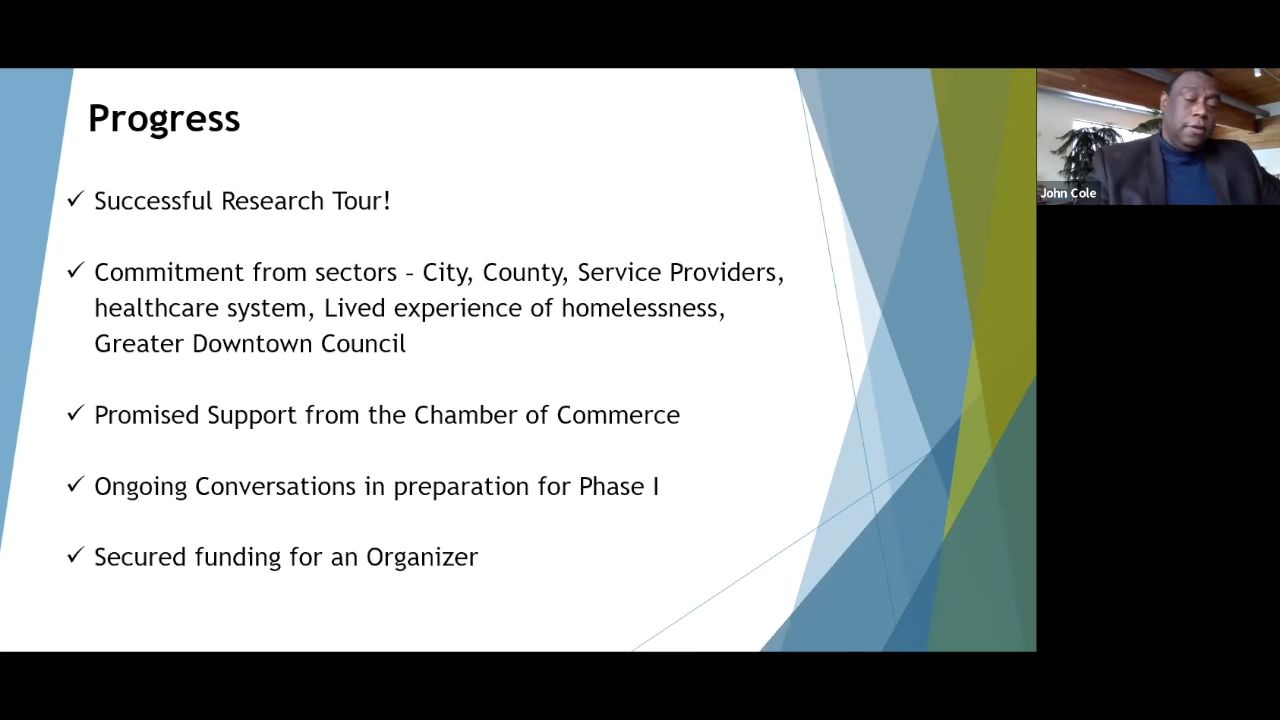 Progress
✓ Successful Research Tour!
✓ Commitment from sectors – City, County, Service Providers,
healthcare system, Lived experience of homelessness,
Greater Downtown Council
✓ Promised Support from the Chamber of Commerce
✓ Ongoing Conversations in preparation for Phase I
✓ Secured funding for an Organizer
John Cole